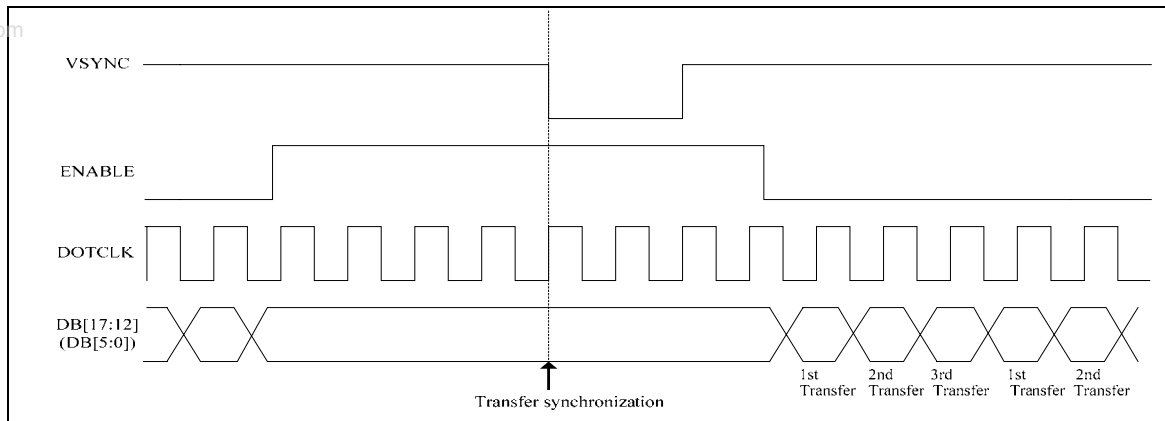 om
VSYNC
ENABLE
DOTCLK
DB[17:12]
(DB[5:0])
1st
Transfer
2nd
Transfer
3rd
Transfer
1st
Transfer
2nd
Transfer
Transfer synchronization